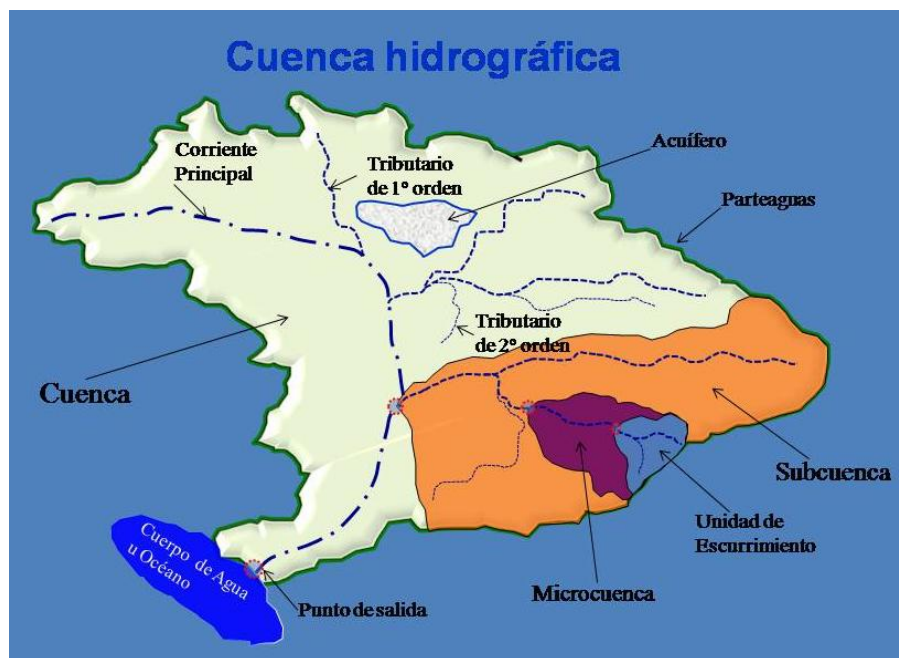 Cuenca hidrográfica
Corriente
Principal
Tributario
de 1° orden
Acuífero
Parteaguas
Tributario
de 2° orden
Cuenca
Subcuenca
Unidad de
Escurrimiento
Microcuenca
Cuerpo de Agua
u Océano
Punto de salida